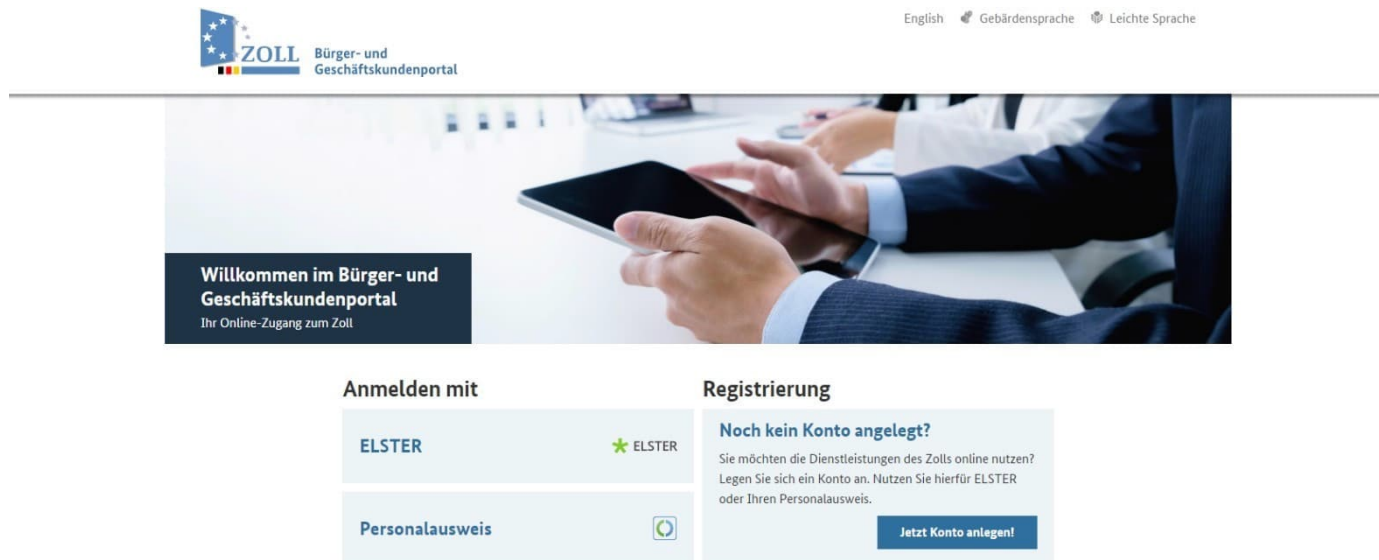 English Gebärdensprache Leichte Sprache
ZOLL
Bürger- und
Geschäftskundenportal
Willkommen im Bürger- und
Geschäftskundenportal
Ihr Online-Zugang zum Zoll
Anmelden mit
ELSTER
ELSTER
Personalausweis
Registrierung
Noch kein Konto angelegt?
Sie möchten die Dienstleistungen des Zolls online nutzen?
Legen Sie sich ein Konto an. Nutzen Sie hierfür ELSTER
oder Ihren Personalausweis.
Jetzt Konto anlegen!